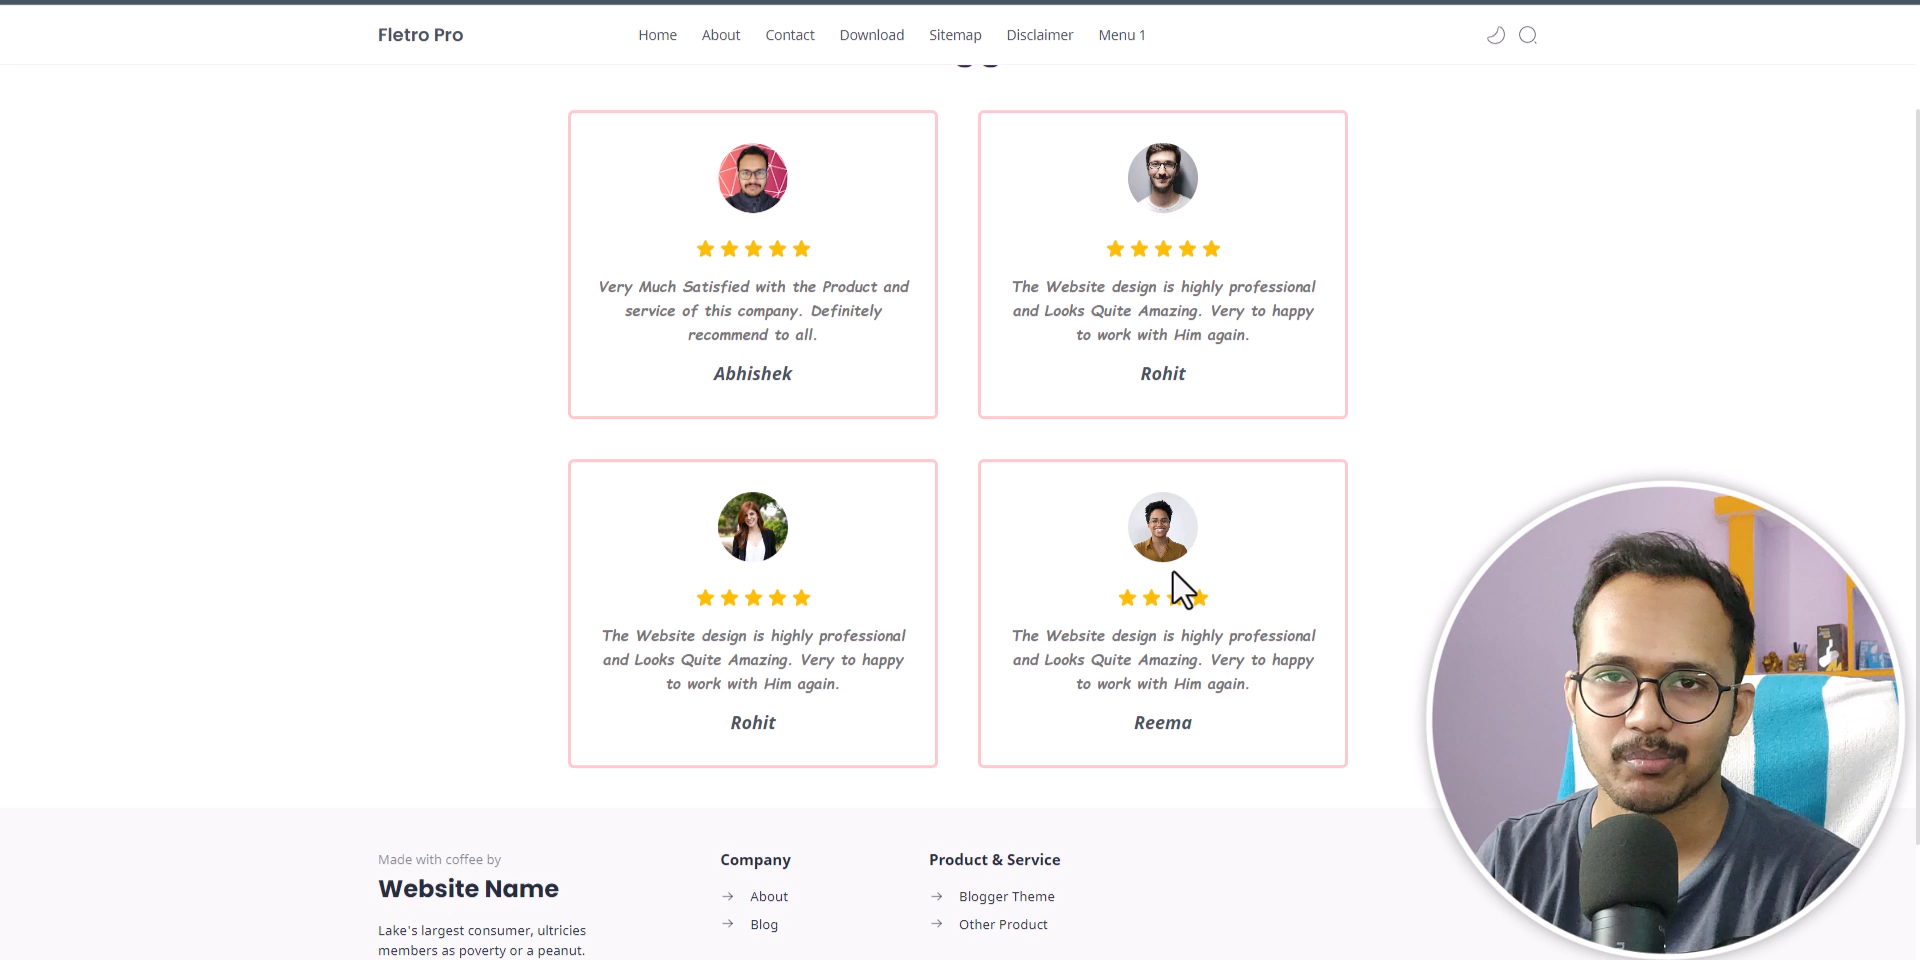 Fletro Pro
Home About Contact Download Sitemap Disclaimer Menu 1
Very Much Satisfied with the Product and
service of this company. Definitely
recommend to all.
Abhishek
The Website design is highly professional
and Looks Quite Amazing. Very to happy
to work with Him again.
Rohit
The Website design is highly professional
and Looks Quite Amazing. Very to happy
to work with Him again.
Rohit
The Website design is highly professional
and Looks Quite Amazing. Very to happy
to work with Him again.
Reema
Made with coffee by
Website Name
Lake's largest consumer, ultricies
members as poverty or a peanut.
Company
About
Blog
Product & Service
Blogger Theme
Other Product